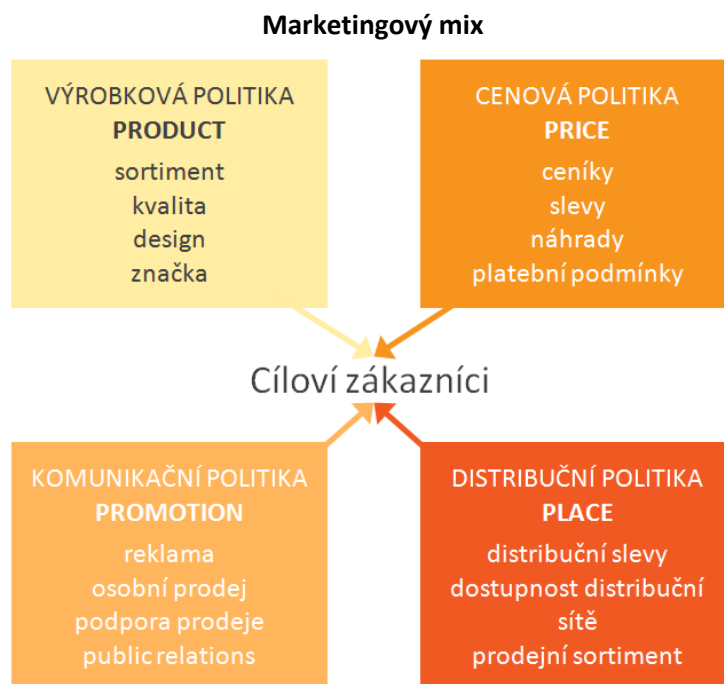 Marketingový mix
VÝROBKOVÁ POLITIKA
PRODUCT
sortiment
kvalita
design
značka
CENOVÁ POLITIKA
PRICE
ceníky
slevy
náhrady
platební podmínky
Cíloví zákazníci
KOMUNIKAČNÍ POLITIKA
PROMOTION
reklama
osobní prodej
podpora prodeje
public relations
DISTRIBUČNÍ POLITIKA
PLACE
distribuční slevy
dostupnost distribuční
sítě
prodejní sortiment